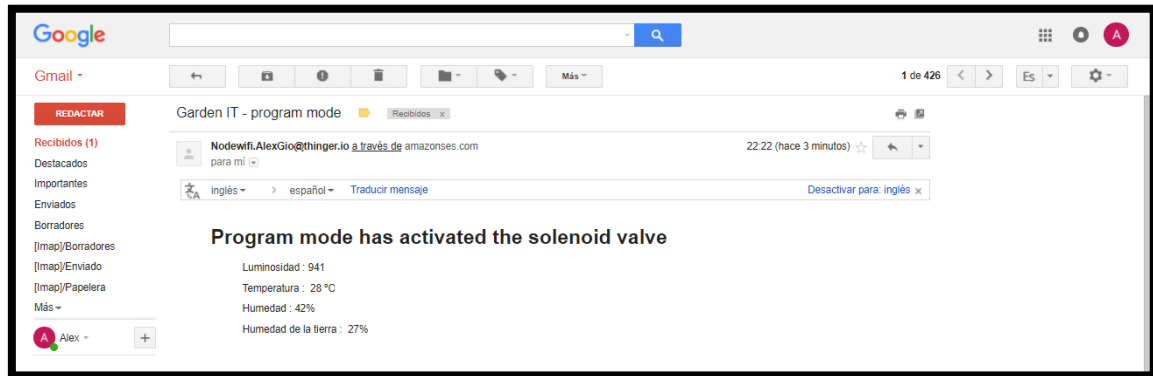 Google
A
Gmail
Más
1 de 426
Es
REDACTAR
Garden IT - program mode
Recibidos x
Recibidos (1)
Nodewifi.AlexGio@thinger.io a través de amazonses.com
22:22 (hace 3 minutos)
para mí
Destacados
Importantes
inglés > español Traducir mensaje
Desactivar para: inglés x
Enviados
Borradores
[Imap]/Borradores
[Imap]/Enviado
[Imap]/Papelera
Más
A Alex
+
Program mode has activated the solenoid valve
Luminosidad : 941
Temperatura : 28 ºC
Humedad : 42%
Humedad de la tierra : 27%